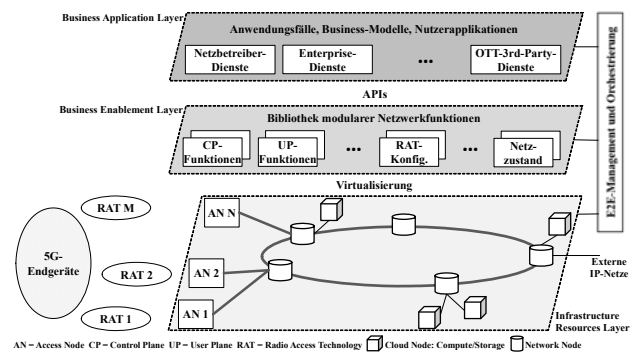 Business Application Layer
Anwendungsfälle, Business-Modelle, Nutzerapplikationen
Netzbetreiber-
Dienste
Enterprise-
Dienste
...
OTT-3rd-Party-
Dienste
APIs
Business Enablement Layer
Bibliothek modularer Netzwerkfunktionen
CP-
Funktionen
UP-
Funktionen
...
RAT-
Konfig.
...
Netz-
zustand
Virtualisierung
E2E-Management und Orchestrierung
5G-
Endgeräte
RAT M
RAT 2
RAT 1
AN N
AN 2
AN 1
Externe
IP-Netze
Infrastructure
Resources Layer
AN = Access Node CP = Control Plane UP = User Plane RAT = Radio Access Technology Cloud Node: Compute/Storage Network Node